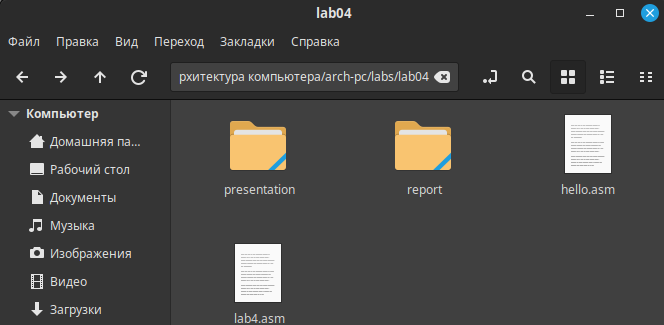 lab04
Файл Правка Вид Переход Закладки Справка
рхитектура компьютера/arch-pc/labs/lab04
Компьютер
Домашняя па...
Рабочий стол
Документы
Музыка
Изображения
Видео
Загрузки
presentation
report
hello.asm
lab4.asm